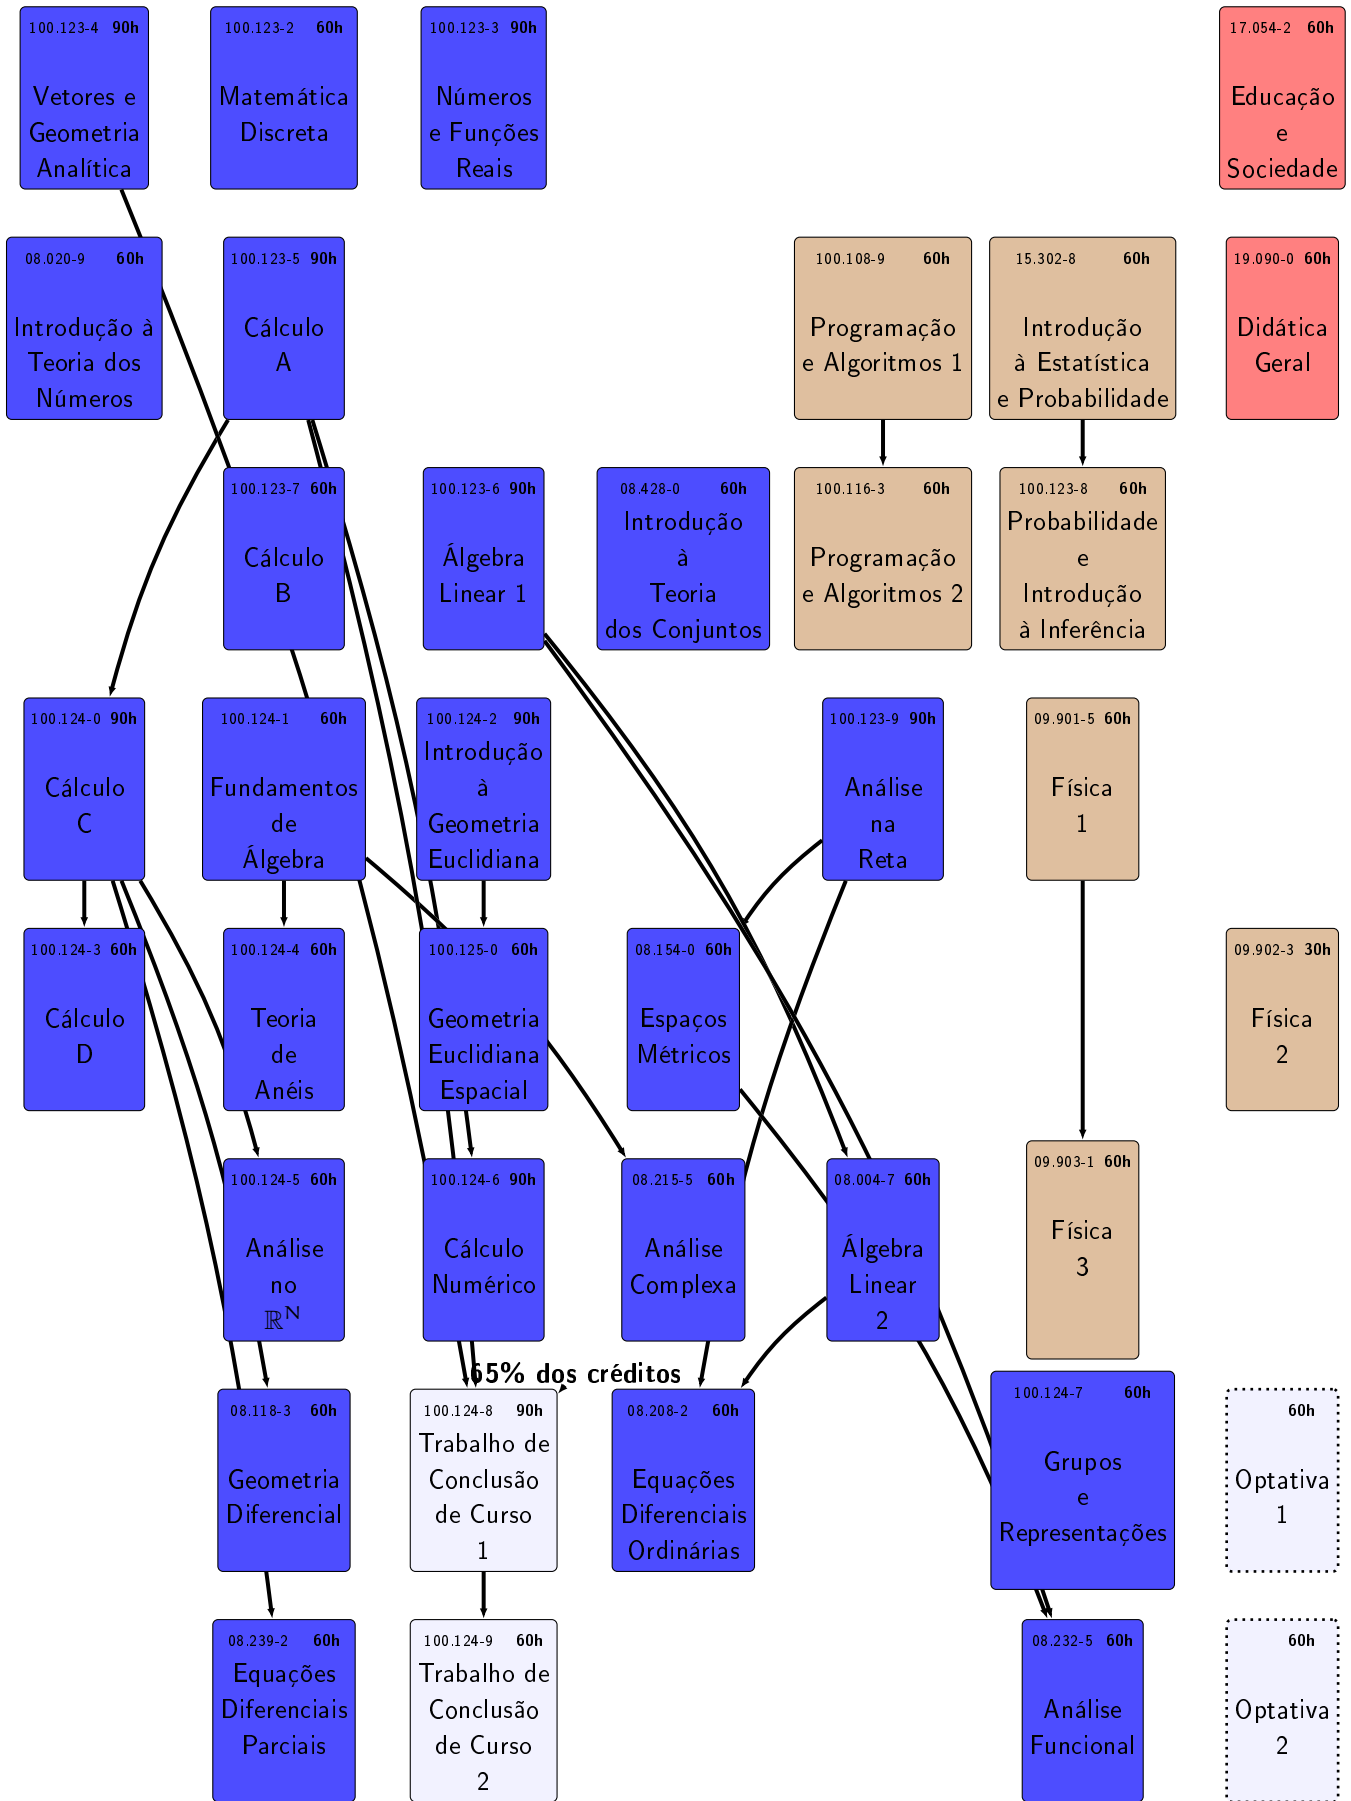 100.123-4 90h
Vetores e
Geometria
Analítica
100.123-2 60h
Matemática
Discreta
100.123-3 90h
Números
e Funções
Reais
17.054-2 60h
Educação
e
Sociedade
08.020-9 60h
Introdução à
Teoria dos
Números
100.123-5 90h
Cálculo
A
100.108-9 60h
Programação
e Algoritmos 1
15.302-8 60h
Introdução
à Estatística
e Probabilidade
19.090-0 60h
Didática
Geral
100.123-7 60h
Cálculo
B
100.123-6 90h
Álgebra
Linear 1
08.428-0 60h
Introdução
à
Teoria
dos Conjuntos
100.116-3 60h
Programação
e Algoritmos 2
100.123-8 60h
Probabilidade
e
Introdução
à Inferência
100.124-0 90h
Cálculo
C
100.124-1 60h
Fundamentos
de
Álgebra
100.124-2 90h
Introdução
à
Geometria
Euclidiana
100.123-9 90h
Análise
na
Reta
09.901-5 60h
Física
1
100.124-3 60h
Cálculo
D
100.124-4 60h
Teoria
de
Anéis
100.125-0 60h
Geometria
Euclidiana
Espacial
08.154-0 60h
Espaços
Métricos
09.902-3 30h
Física
2
100.124-5 60h
Análise
no
ℝᴺ
100.124-6 90h
Cálculo
Numérico
08.215-5 60h
Análise
Complexa
08.004-7 60h
Álgebra
Linear
2
09.903-1 60h
Física
3
65% dos créditos
08.118-3 60h
Geometria
Diferencial
100.124-8 90h
Trabalho de
Conclusão
de Curso
1
08.208-2 60h
Equações
Diferenciais
Ordinárias
100.124-7 60h
Grupos
e
Representações
60h
Optativa
1
08.239-2 60h
Equações
Diferenciais
Parciais
100.124-9 60h
Trabalho de
Conclusão
de Curso
2
08.232-5 60h
Análise
Funcional
60h
Optativa
2